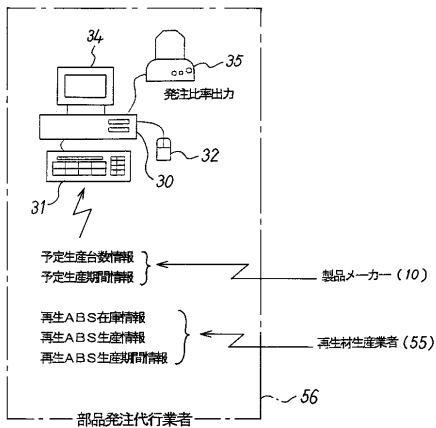 34
35
発注比率出力
32
30
31
予定生産台数情報
予定生産期間情報
製品メーカー(10)
再生ABS在庫情報
再生ABS生産情報
再生ABS生産期間情報
再生材生産業者(55)
56
部品発注代行業者